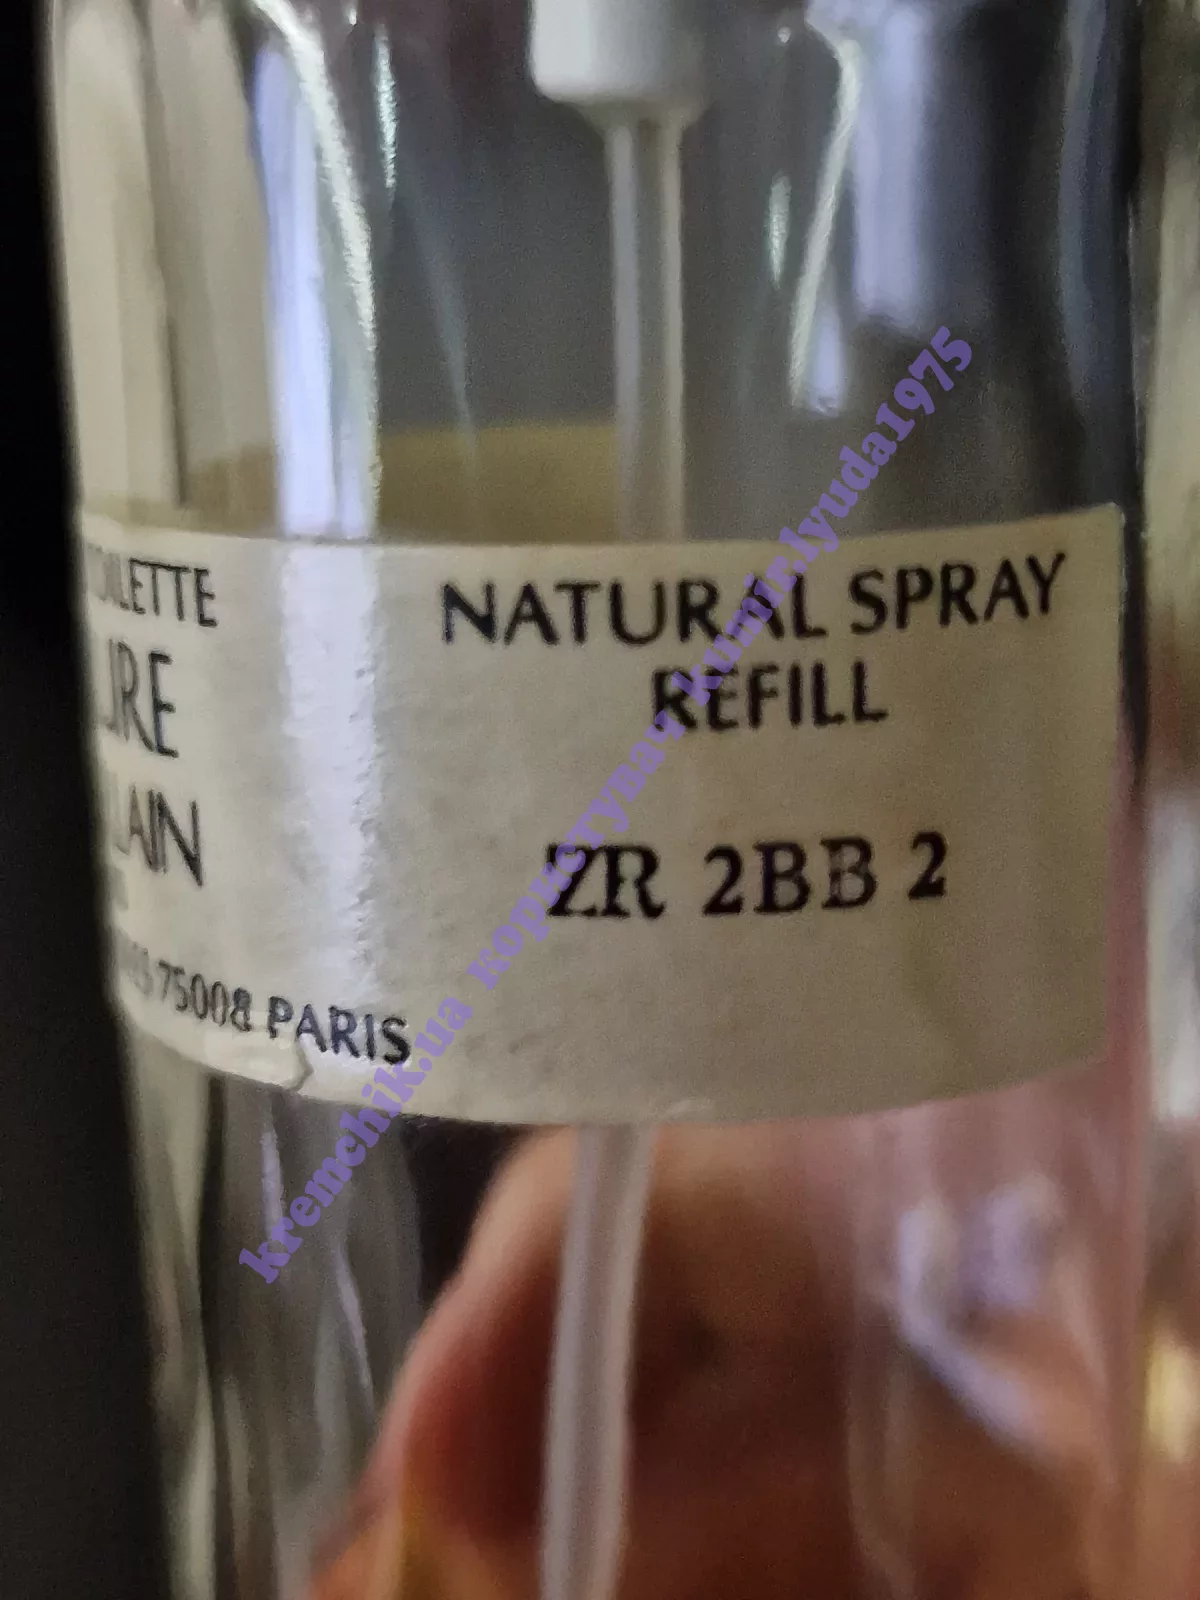 NATURAL SPRAY
REFILL
ZR 2BB 2
75008 PARIS
kremchik.ua користувач kumir.lyuda1975